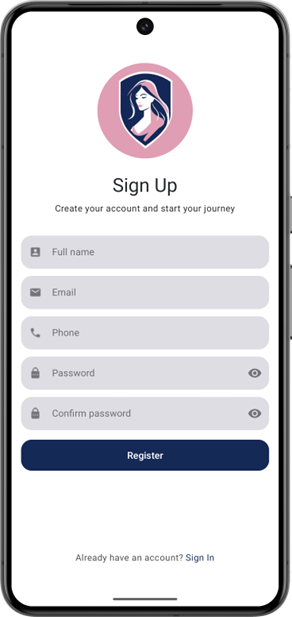 Sign Up
Create your account and start your journey
Full name
Email
Phone
Password
Confirm password
Register
Already have an account? Sign In